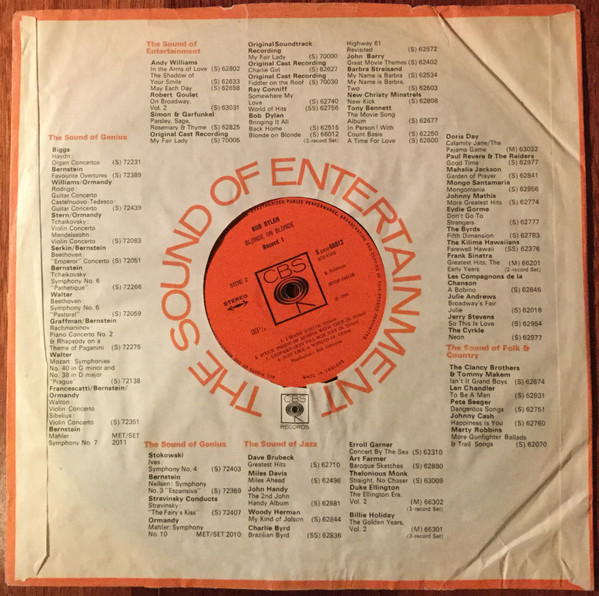 The Sound of
Entertainment
Andy Williams
In the Arms of Love (S) 62802
The Shadow of
Your Smile (S) 62633
May Each Day (S) 62658
Robert Goulet
On Broadway,
Vol. 2 (S) 63031
Simon & Garfunkel
Parsley, Saga,
Rosemary & Thyme (S) 62825
Original Cast Recording
My Fair Lady (S) 70005
Original Soundtrack
Recording
My Fair Lady (S) 70000
Original Cast Recording
Charlie Girl (S) 62627
Original Cast Recording
Fiddler on the Roof (S) 70030
Ray Conniff
Somewhere My
Love (S) 62740
World of Hits (SS) 62756
Bob Dylan
Bringing It All
Back Home (S) 62515
Blonde on Blonde (S) 66012
(2-record Set)
Highway 61
Revisited (S) 62572
John Barry
Great Movie Themes (S) 62402
Barbra Streisand
My Name is Barbra (S) 62534
My Name is Barbra,
Two (S) 62603
New Christy Minstrels
New Kick (S) 62808
Tony Bennett
The Movie Song
Album (S) 62677
In Person! With
Count Basie (S) 62250
A Time For Love (S) 62800
The Sound of Genius
Biggs
Haydn:
Organ Concertos (S) 72231
Bernstein
Favourite Overtures (S) 72389
Williams/Ormandy
Rodrigo:
Guitar Concerto
Castelnuovo-Tedesco:
Guitar Concerto (S) 72439
Stern/Ormandy
Tchaikovsky
Violin Concerto
Mendelssohn
Violin Concerto (S) 72083
Serkin/Bernstein
Beethoven:
"Emperor" Concerto (S) 72051
Bernstein
Tchaikovsky
Symphony No. 6
"Pathetique" (S) 72266
Walter
Beethoven
Symphony No. 6
"Pastoral" (S) 72059
Graffman/Bernstein
Rachmaninov
Piano Concerto No. 2
& Rhapsody on a
Theme of Paganini (S) 72275
Walter
Mozart: Symphonies
No. 40 in G minor and
No. 38 in D major
"Prague" (S) 72138
Francescatti/Bernstein/
Ormandy
Walton:
Violin Concerto
Sibelius:
Violin Concerto (S) 72351
Bernstein
Mahler MET/SET
Symphony No. 7 2011
THE SOUND OF ENTERTAINMENT
BOB DYLAN
BLONDE ON BLONDE
Record 1
SIDE 2
STEREO
CBS
MADE IN ENGLAND
CBS
RECORDS
Doris Day
Calamity Jane/The
Pajama Game (M) 63032
Paul Revere & The Raiders
Good Time (S) 62977
Mahalia Jackson
Garden of Prayer (S) 62841
Mongo Santamaria
Mongomania (S) 62956
Johnny Mathis
More Greatest Hits (S) 62774
Eydie Gorme
Don't Go To
Strangers (S) 62777
The Byrds
Fifth Dimension (S) 62783
The Kilima Hawaiians
Farewell Hawaii (SS) 62376
Frank Sinatra
Greatest Hits, The (M) 66201
Early Years (2-record Set)
Les Compagnons de la
Chanson
A Bobino (S) 62846
Julie Andrews
Broadway's Fair
Julie (S) 62018
Jerry Stevens
So This Is Love (S) 62954
The Cyrkle
Neon (S) 62977
The Sound of Folk &
Country
The Clancy Brothers
& Tommy Makem
Isn't It Grand Boys (S) 62674
Len Chandler
To Be A Man (S) 62931
Pete Seeger
Dangerous Songs (S) 62751
Johnny Cash
Happiness is You (S) 62760
Marty Robbins
More Gunfighter Ballads
& Trail Songs (S) 62070
The Sound of Genius
Stokowski
Ives:
Symphony No. 4 (S) 72403
Bernstein
Neilsen: Symphony
No. 3 "Espansiva" (S) 72369
Stravinsky Conducts
Stravinsky:
"The Fairy's Kiss" (S) 72407
Ormandy
Mahler: Symphony
No. 10 MET/SET 2010
The Sound of Jazz
Dave Brubeck
Greatest Hits (S) 62710
Miles Davis
Miles Ahead (S) 62496
John Handy
The 2nd John
Handy Album (S) 62881
Woody Herman
My Kind of Jolson (S) 62844
Charlie Byrd
Brazilian Byrd (SS) 62836
Erroll Garner
Concert By the Sea (S) 62310
Art Farmer
Baroque Sketches (S) 62880
Thelonious Monk
Straight, No Chaser (S) 63009
Duke Ellington
The Ellington Era,
Vol. 2 (M) 66302
(3-record Set)
Billie Holiday
The Golden Years,
Vol. 2 (M) 66301
(3-record Set)